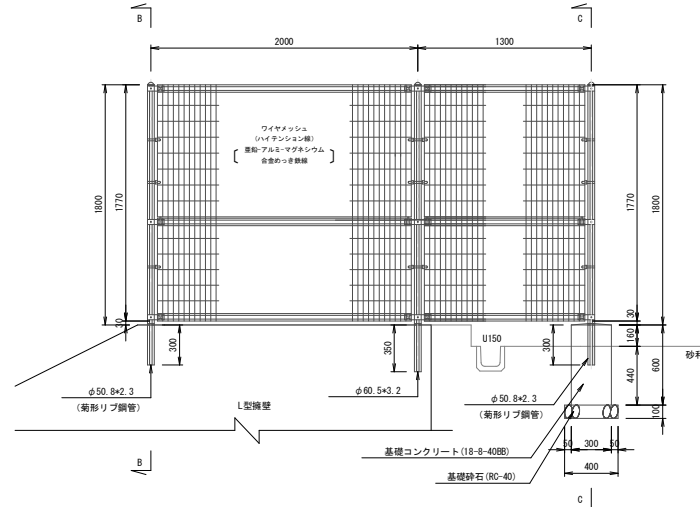 B
C
2000
1300
ワイヤメッシュ
(ハイテンション線)
亜鉛-アルミ-マグネシウム
合金めっき鉄線
1800
1770
30
1770
1800
30
160
300
350
U150
300
440
600
100
砂利
φ50.8*2.3
(菊形リブ鋼管)
φ60.5*3.2
φ50.8*2.3
(菊形リブ鋼管)
L型擁壁
基礎コンクリート(18-8-40BB)
基礎砕石(RC-40)
50
300
50
400
B
C